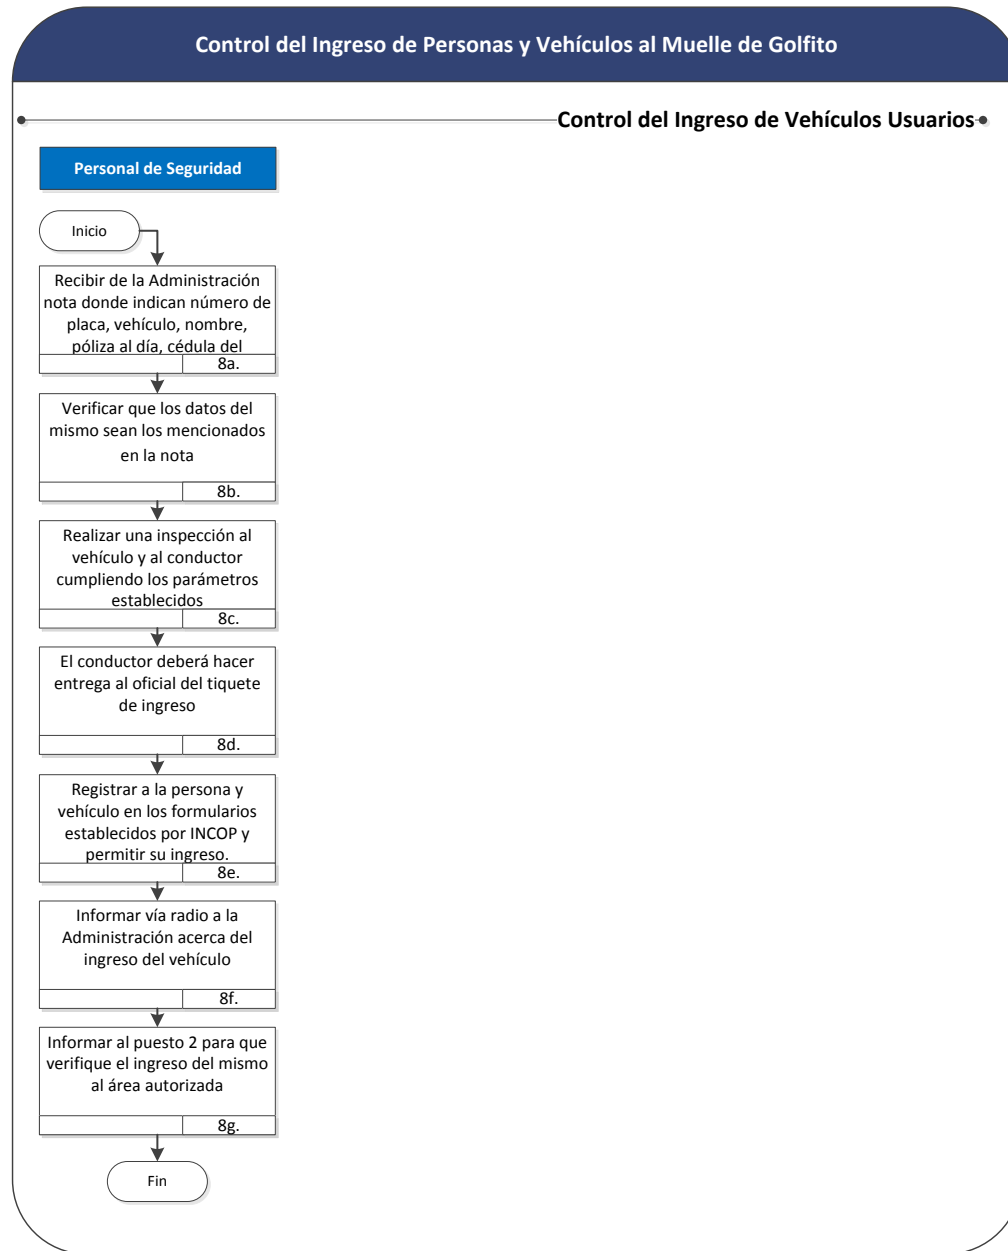 Control del Ingreso de Personas y Vehículos al Muelle de Golfito
Control del Ingreso de Vehículos Usuarios
Personal de Seguridad
Inicio
Recibir de la Administración
nota donde indican número de
placa, vehículo, nombre,
póliza al día, cédula del
8a.
Verificar que los datos del
mismo sean los mencionados
en la nota
8b.
Realizar una inspección al
vehículo y al conductor
cumpliendo los parámetros
establecidos
8c.
El conductor deberá hacer
entrega al oficial del tiquete
de ingreso
8d.
Registrar a la persona y
vehículo en los formularios
establecidos por INCOP y
permitir su ingreso.
8e.
Informar vía radio a la
Administración acerca del
ingreso del vehículo
8f.
Informar al puesto 2 para que
verifique el ingreso del mismo
al área autorizada
8g.
Fin